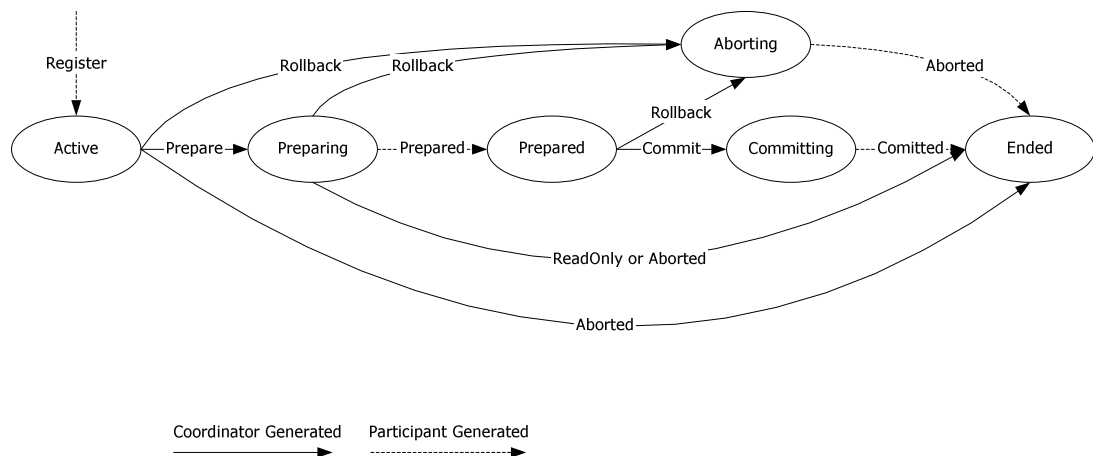 Aborting
Register
Rollback
Rollback
Aborted
Rollback
Active
Prepare
Preparing
Prepared
Prepared
Commit
Committing
Comitted
Ended
ReadOnly or Aborted
Aborted
Coordinator Generated
Participant Generated